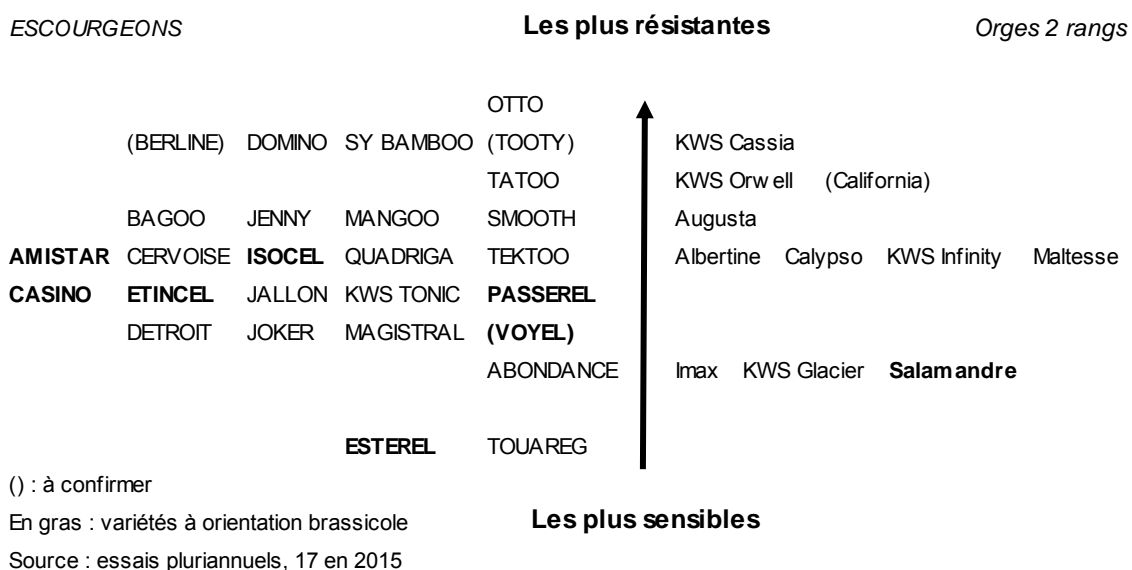 ESCOURGEONS Les plus résistantes Orges 2 rangs
OTTO
(BERLINE) DOMINO SY BAMBOO (TOOTY) KWS Cassia
TATOO KWS Orwell (California)
BAGOO JENNY MANGOO SMOOTH Augusta
AMISTAR CERVOISE ISOCEL QUADRIGA TEKTOO Albertine Calypso KWS Infinity Maltesse
CASINO ETINCEL JALLON KWS TONIC PASSEREL
DETROIT JOKER MAGISTRAL (VOYEL)
ABONDANCE Imax KWS Glacier Salamandre
ESTEREL TOUAREG
() : à confirmer
En gras : variétés à orientation brassicole Les plus sensibles
Source : essais pluriannuels, 17 en 2015